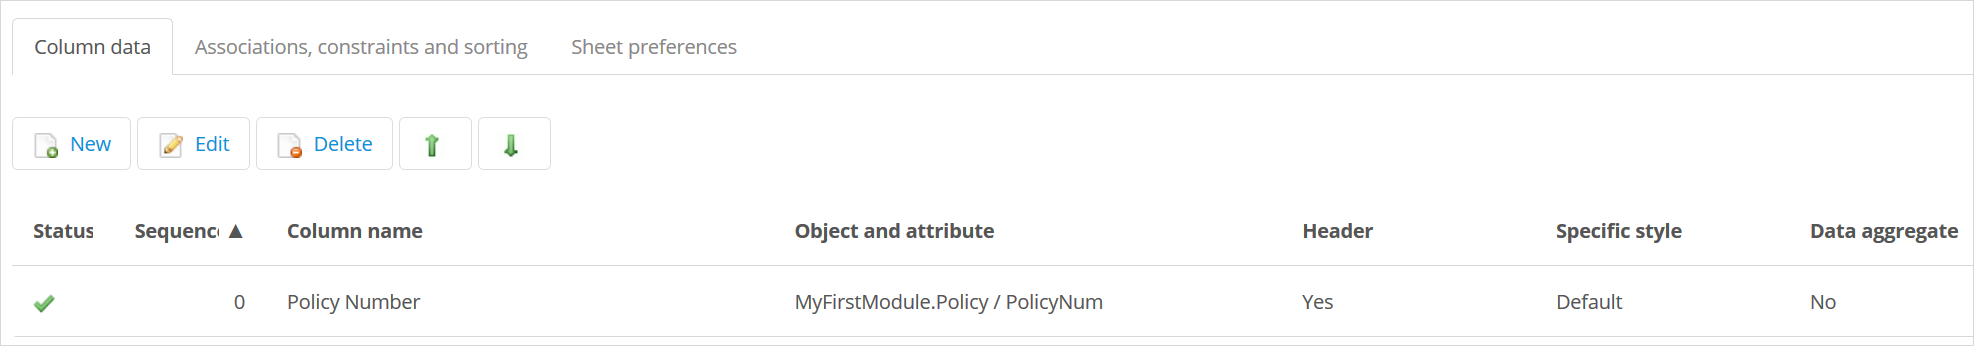 Column data Associations, constraints and sorting Sheet preferences
New Edit Delete
Status Sequenc ▲ Column name Object and attribute Header Specific style Data aggregate
0 Policy Number MyFirstModule.Policy / PolicyNum Yes Default No